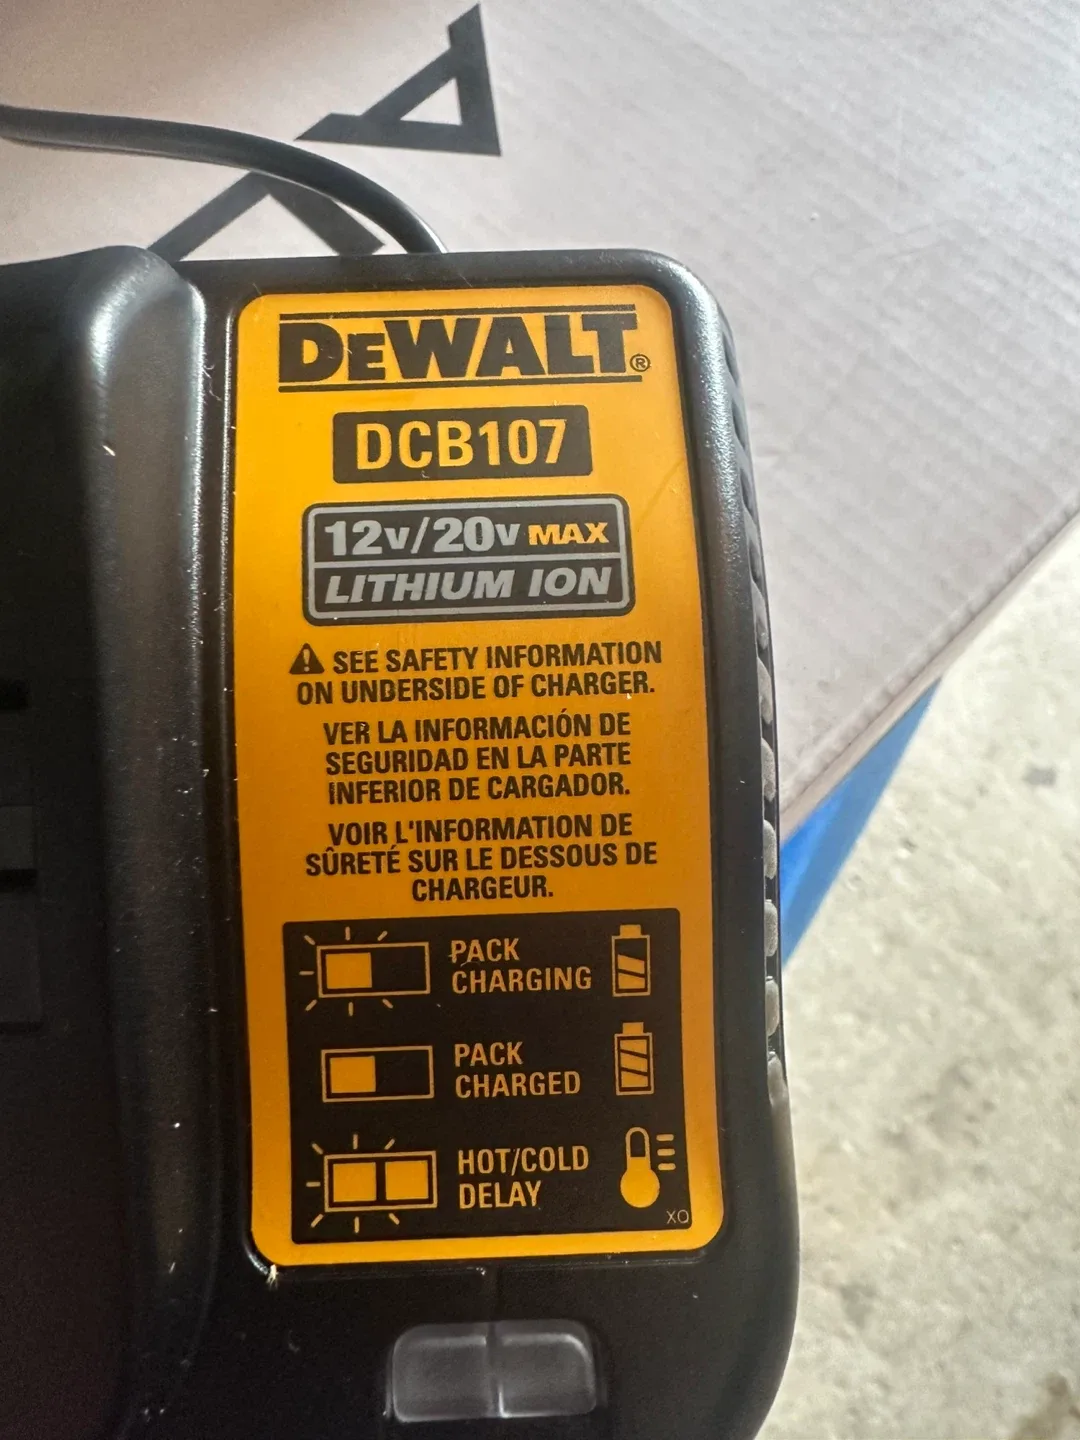 DEWALT®
DCB107
12v/20v MAX
LITHIUM ION
SEE SAFETY INFORMATION
ON UNDERSIDE OF CHARGER.
VER LA INFORMACIÓN DE
SEGURIDAD EN LA PARTE
INFERIOR DE CARGADOR.
VOIR L'INFORMATION DE
SÛRETÉ SUR LE DESSOUS DE
CHARGEUR.
PACK
CHARGING
PACK
CHARGED
HOT/COLD
DELAY
XQ